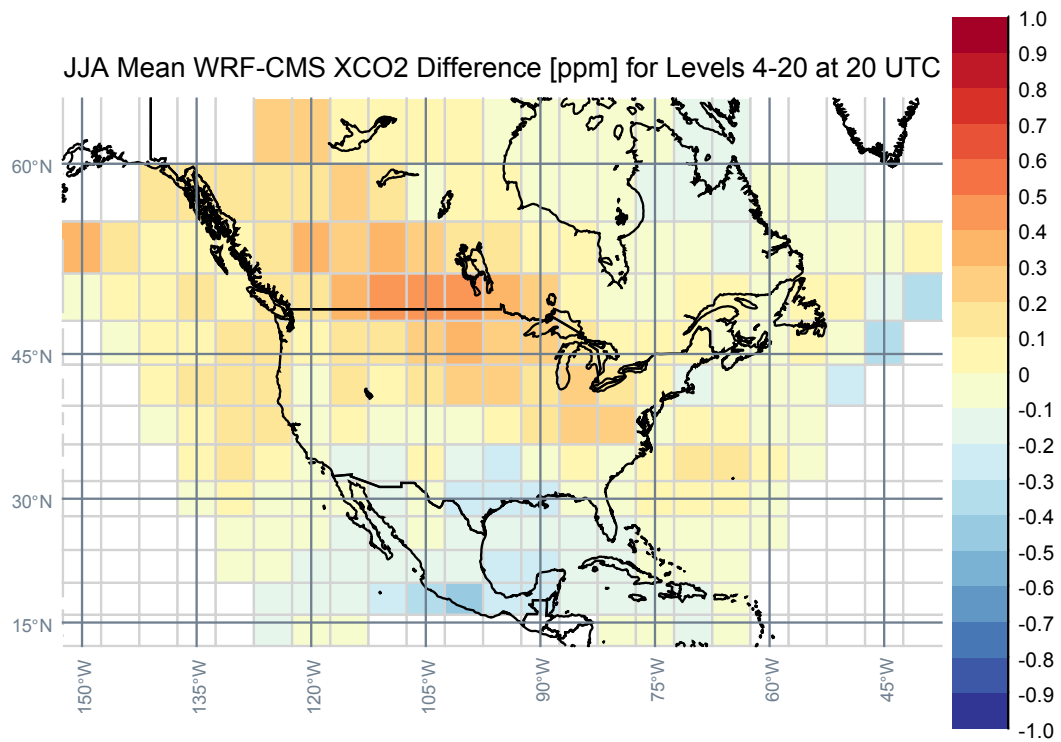 JJA Mean WRF-CMS XCO2 Difference [ppm] for Levels 4-20 at 20 UTC
60°N
45°N
30°N
15°N
150°W
135°W
120°W
105°W
90°W
75°W
60°W
45°W
1.0
0.9
0.8
0.7
0.6
0.5
0.4
0.3
0.2
0.1
0
-0.1
-0.2
-0.3
-0.4
-0.5
-0.6
-0.7
-0.8
-0.9
-1.0